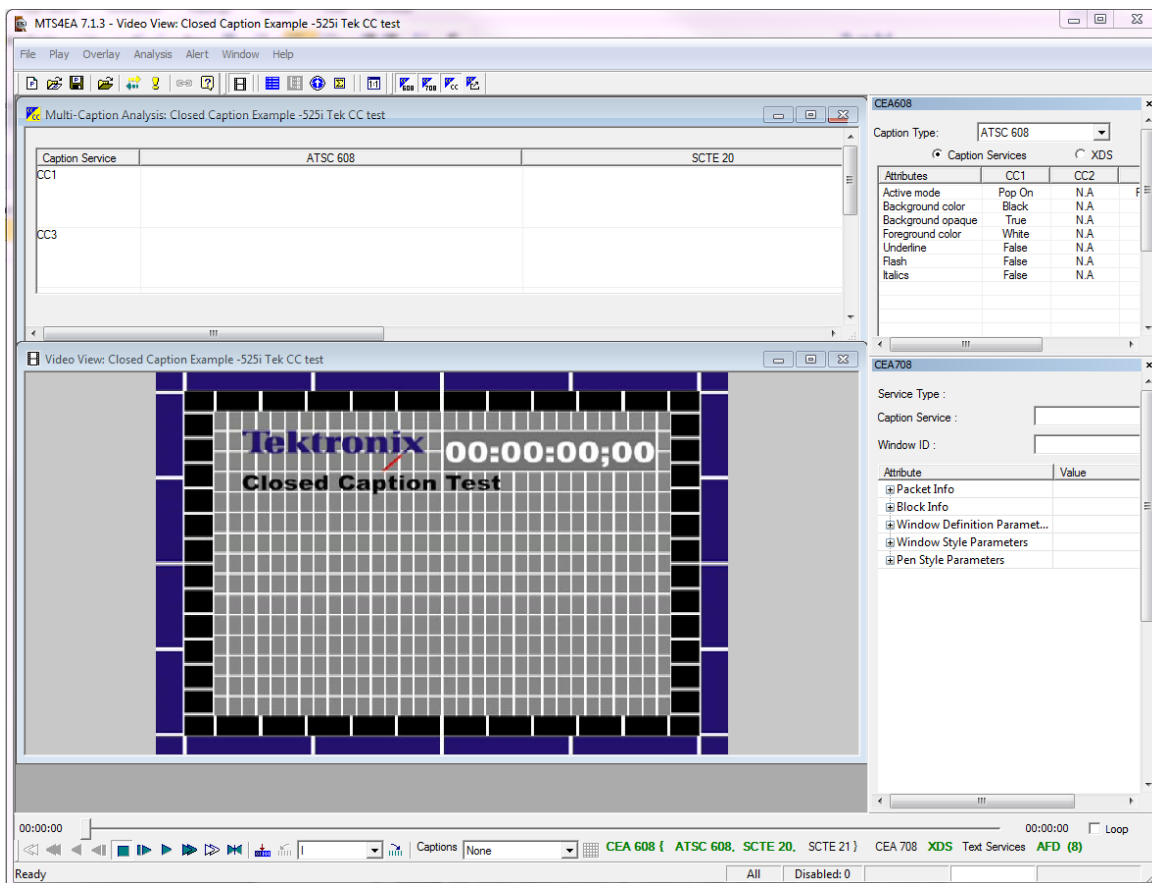 MTS4EA 7.1.3 - Video View: Closed Caption Example -525i Tek CC test
File Play Overlay Analysis Alert Window Help
Multi-Caption Analysis: Closed Caption Example -525i Tek CC test
Caption Service ATSC 608 SCTE 20
CC1
CC3
Video View: Closed Caption Example -525i Tek CC test
Tektronix 00:00:00;00
Closed Caption Test
CEA608
Caption Type: ATSC 608
Caption Services XDS
Attributes CC1 CC2
Active mode Pop On N.A
Background color Black N.A
Background opaque True N.A
Foreground color White N.A
Underline False N.A
Flash False N.A
Italics False N.A
CEA708
Service Type :
Caption Service :
Window ID :
Attribute Value
Packet Info
Block Info
Window Definition Paramet...
Window Style Parameters
Pen Style Parameters
00:00:00 00:00:00 Loop
I Captions None CEA 608 { ATSC 608, SCTE 20, SCTE 21 } CEA 708 XDS Text Services AFD (8)
Ready All Disabled: 0